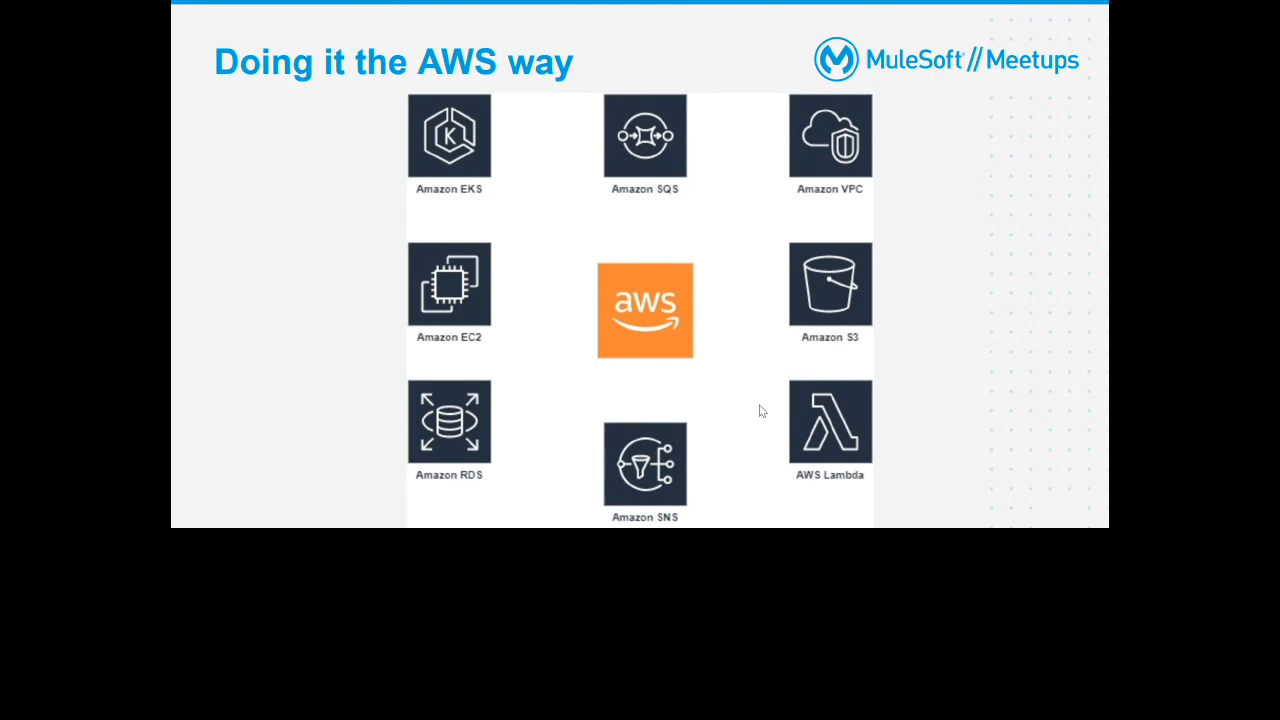 Doing it the AWS way
MuleSoft // Meetups
K
Amazon EKS
Amazon SQS
Amazon VPC
aws
Amazon EC2
Amazon S3
Amazon RDS
AWS Lambda
Amazon SNS